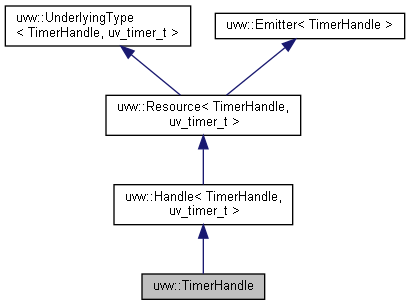 uvw::UnderlyingType
< TimerHandle, uv_timer_t >
uvw::Emitter< TimerHandle >
uvw::Resource< TimerHandle,
uv_timer_t >
uvw::Handle< TimerHandle,
uv_timer_t >
uvw::TimerHandle